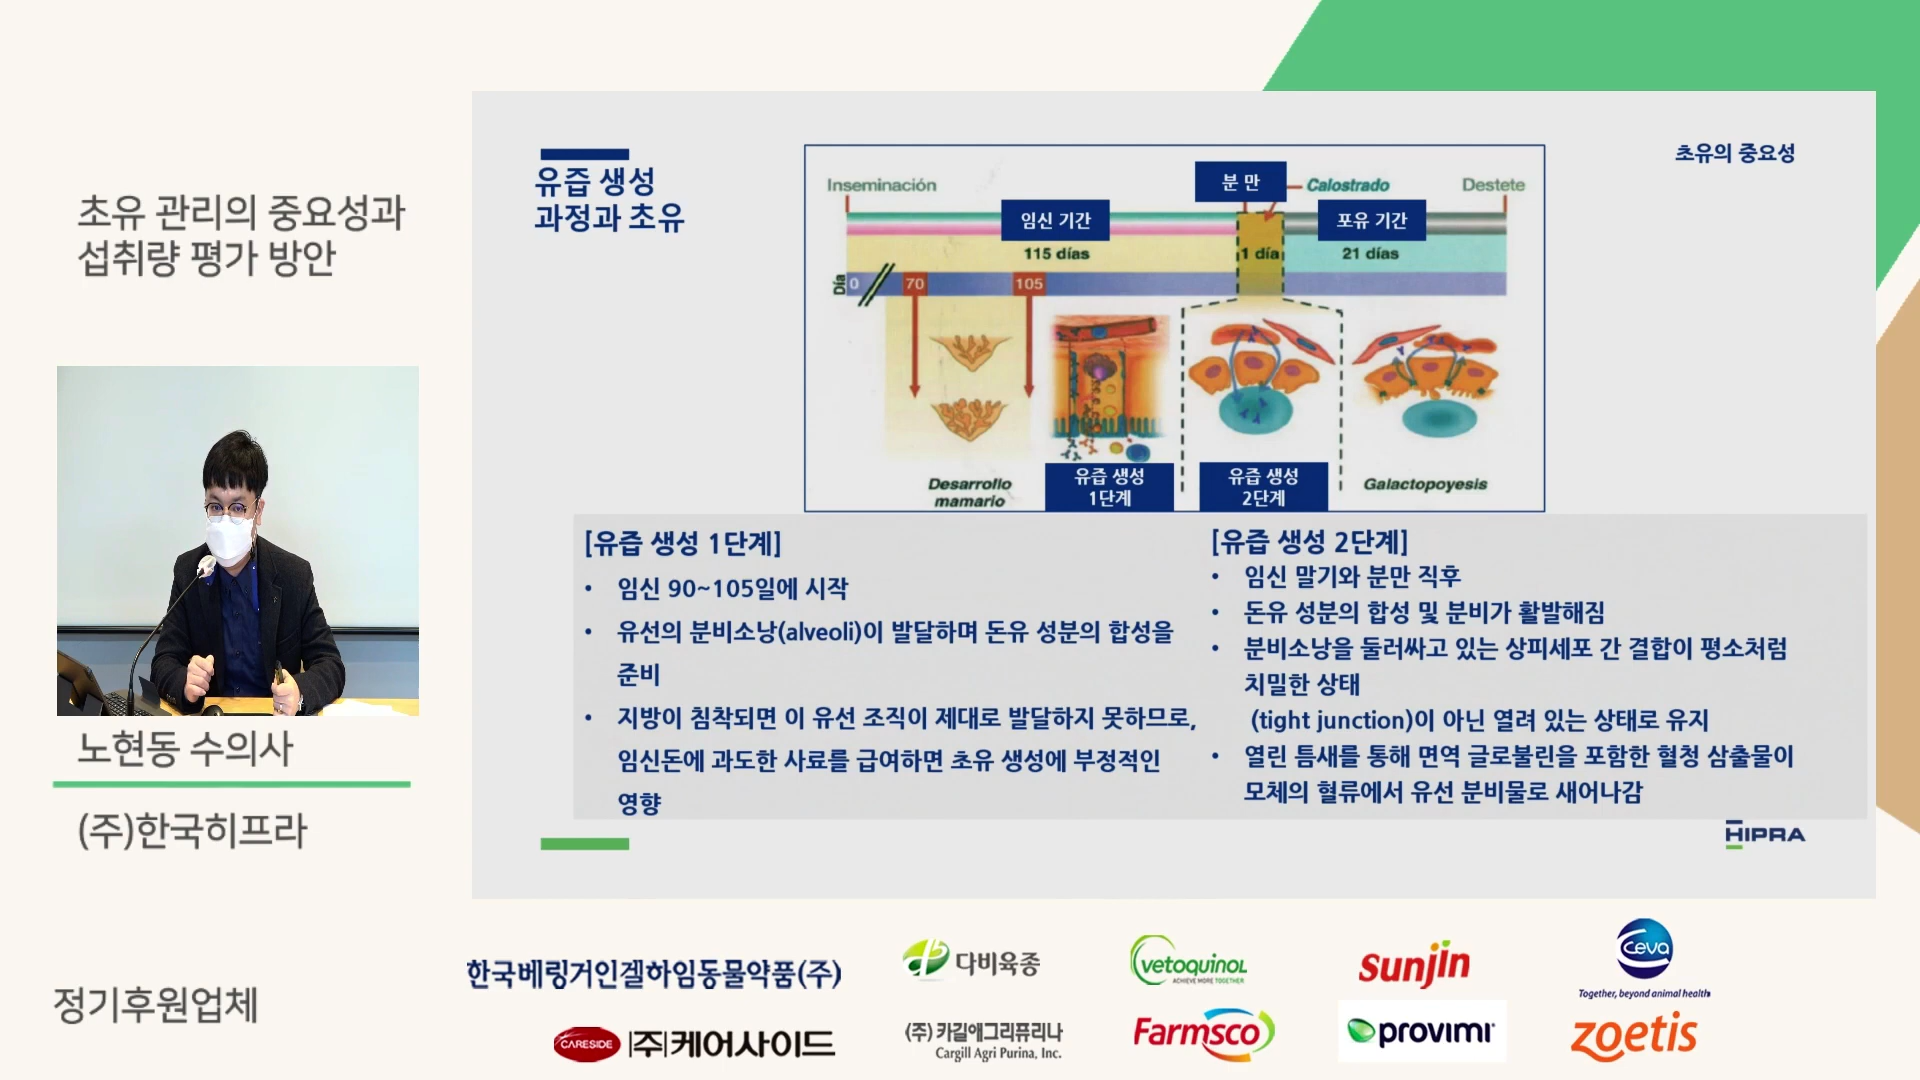 초유 관리의 중요성과
섭취량 평가 방안
노현동 수의사
(주)한국히프라
유즙 생성
과정과 초유
초유의 중요성
Inseminación
분 만
Calostrado
Destete
임신 기간
포유 기간
115 días
1 día
21 días
Día
0
70
105
Desarrollo
mamario
유즙 생성
1단계
유즙 생성
2단계
Galactopoyesis
[유즙 생성 1단계]
• 임신 90~105일에 시작
• 유선의 분비소낭(alveoli)이 발달하며 돈유 성분의 합성을
준비
• 지방이 침착되면 이 유선 조직이 제대로 발달하지 못하므로,
임신돈에 과도한 사료를 급여하면 초유 생성에 부정적인
영향
[유즙 생성 2단계]
• 임신 말기와 분만 직후
• 돈유 성분의 합성 및 분비가 활발해짐
• 분비소낭을 둘러싸고 있는 상피세포 간 결합이 평소처럼
치밀한 상태
(tight junction)이 아닌 열려 있는 상태로 유지
• 열린 틈새를 통해 면역 글로불린을 포함한 혈청 삼출물이
모체의 혈류에서 유선 분비물로 새어나감
HIPRA
정기후원업체
한국베링거인겔하임동물약품(주)
다비육종
vetoquinol
ACHIEVE MORE TOGETHER
sunjin
ceva
Together, beyond animal health
CARESIDE (주)케어사이드
(주) 카길애그리퓨리나
Cargill Agri Purina, Inc.
Farmsco
provimi
zoetis